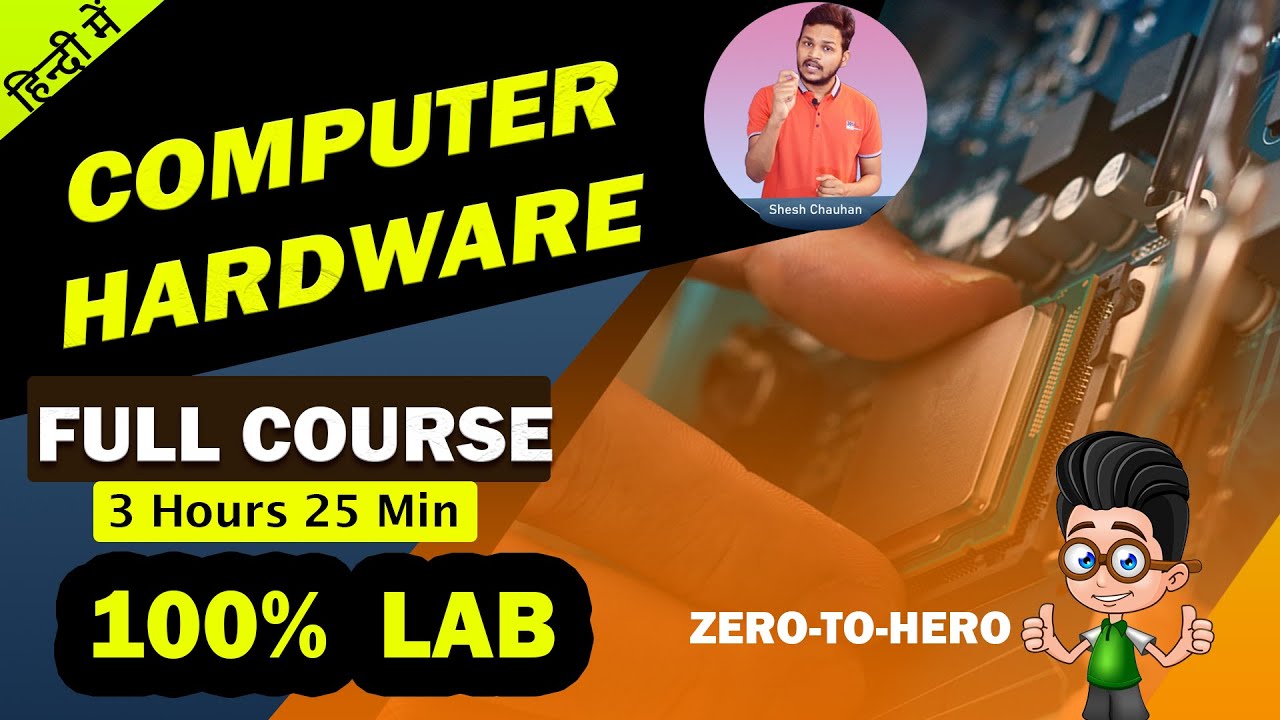 हिन्दी में
COMPUTER
HARDWARE
Shesh Chauhan
FULL COURSE
3 Hours 25 Min
100% LAB
ZERO-TO-HERO